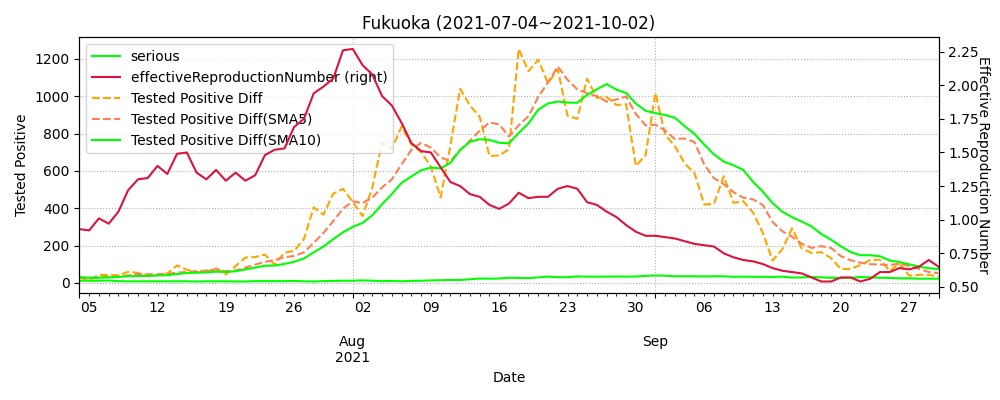 Fukuoka (2021-07-04~2021-10-02)
serious
effectiveReproductionNumber (right)
Tested Positive Diff
Tested Positive Diff(SMA5)
Tested Positive Diff(SMA10)
Tested Positive
1200
1000
800
600
400
200
0
2.25
2.00
1.75
1.50
1.25
1.00
0.75
0.50
Effective Reproduction Number
05 12 19 26 02 09 16 23 30 06 13 20 27
Aug Sep
2021
Date